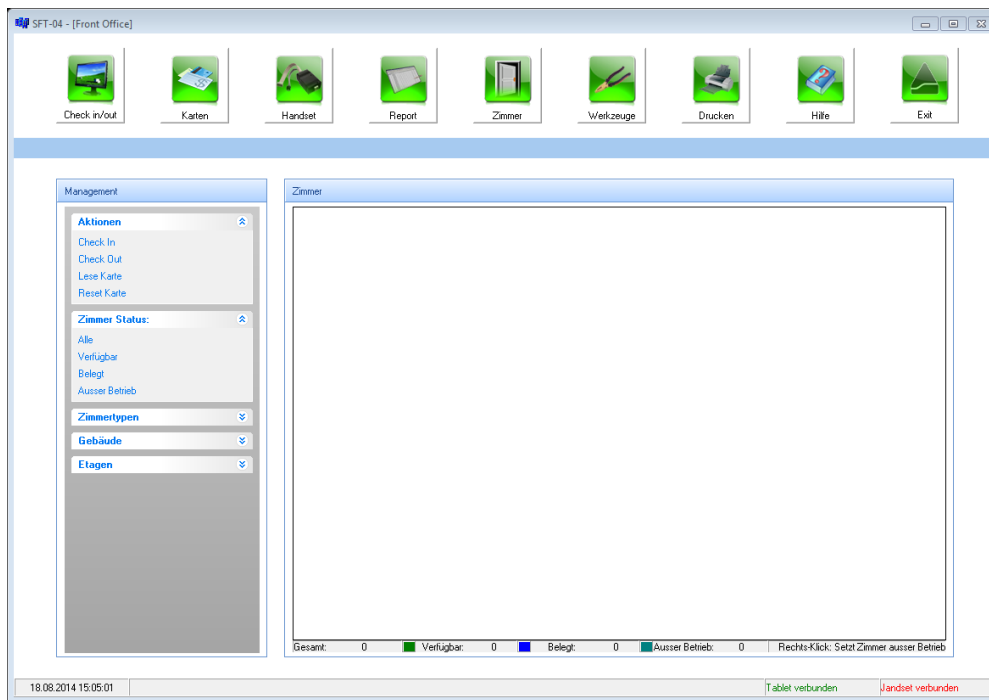 SFT-04 - [Front Office]
Check in/out
Karten
Handset
Report
Zimmer
Werkzeuge
Drucken
Hilfe
Exit
Management
Aktionen
Check In
Check Out
Lese Karte
Reset Karte
Zimmer Status:
Alle
Verfügbar
Belegt
Ausser Betrieb
Zimmertypen
Gebäude
Etagen
Zimmer
Gesamt: 0 Verfügbar: 0 Belegt: 0 Ausser Betrieb: 0 Rechts-Klick: Setzt Zimmer ausser Betrieb
18.08.2014 15:05:01 Tablet verbunden Jandset verbunden